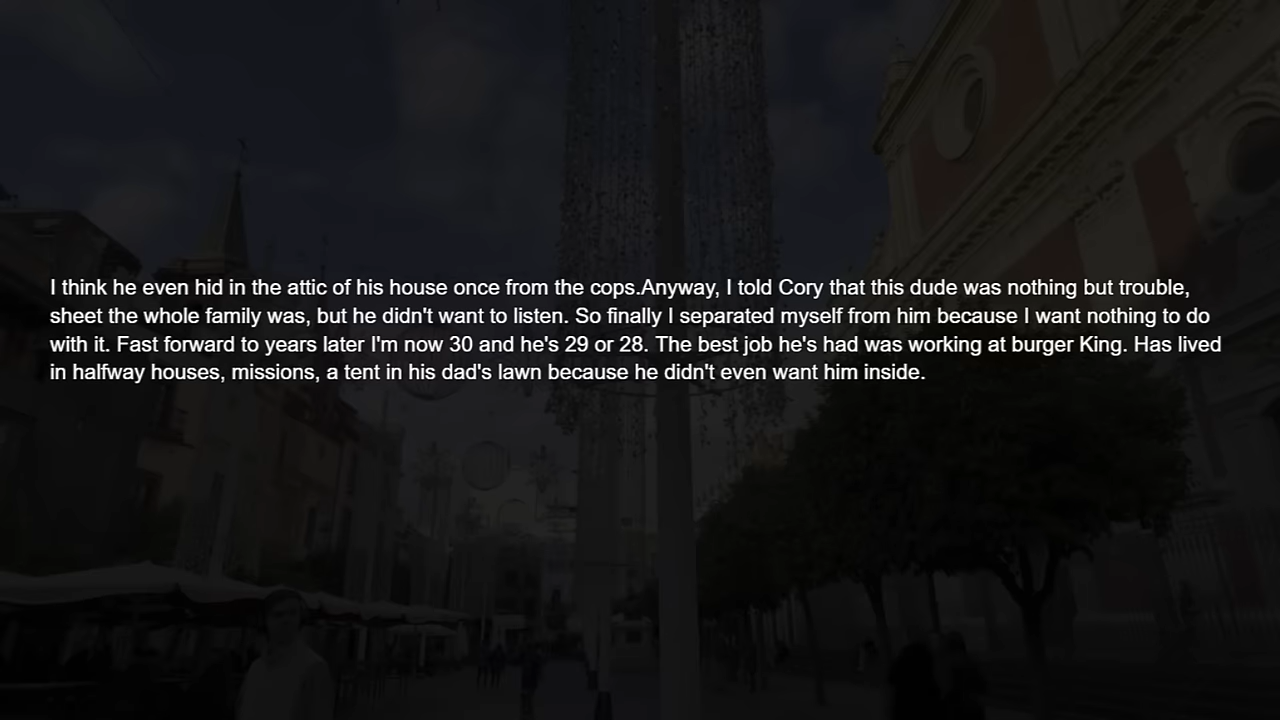 I think he even hid in the attic of his house once from the cops.Anyway, I told Cory that this dude was nothing but trouble,
sheet the whole family was, but he didn't want to listen. So finally I separated myself from him because I want nothing to do
with it. Fast forward to years later I'm now 30 and he's 29 or 28. The best job he's had was working at burger King. Has lived
in halfway houses, missions, a tent in his dad's lawn because he didn't even want him inside.